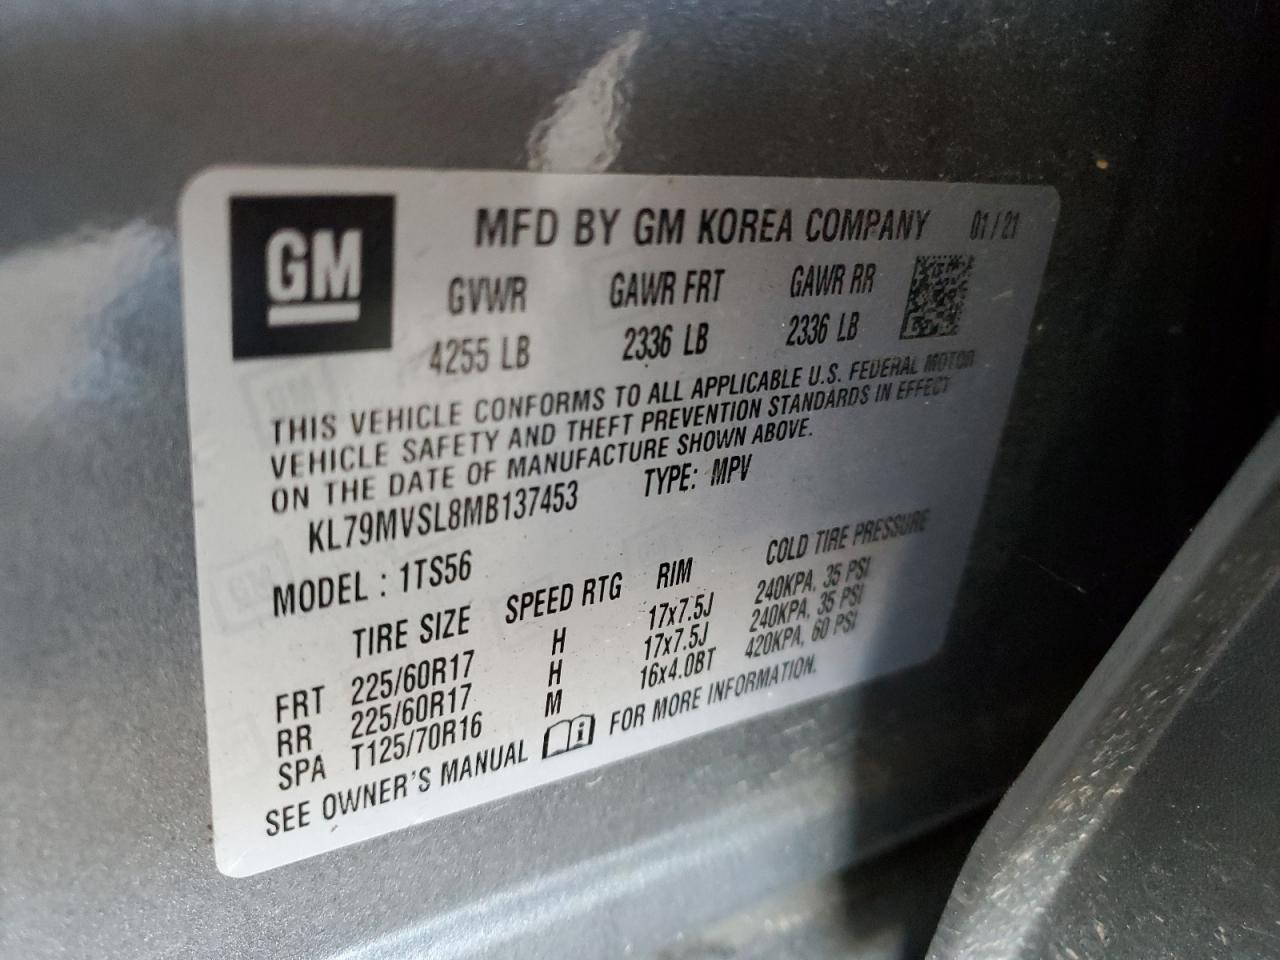 GM
MFD BY GM KOREA COMPANY 01/21
GVWR GAWR FRT GAWR RR
4255 LB 2336 LB 2336 LB
THIS VEHICLE CONFORMS TO ALL APPLICABLE U.S. FEDERAL MOTOR
VEHICLE SAFETY AND THEFT PREVENTION STANDARDS IN EFFECT
ON THE DATE OF MANUFACTURE SHOWN ABOVE.
KL79MVSL8MB137453 TYPE: MPV
MODEL : 1TS56
TIRE SIZE SPEED RTG RIM COLD TIRE PRESSURE
FRT 225/60R17 H 17x7.5J 240KPA, 35 PSI
RR 225/60R17 H 17x7.5J 240KPA, 35 PSI
SPA T125/70R16 M 16x4.0BT 420KPA, 60 PSI
SEE OWNER'S MANUAL FOR MORE INFORMATION.